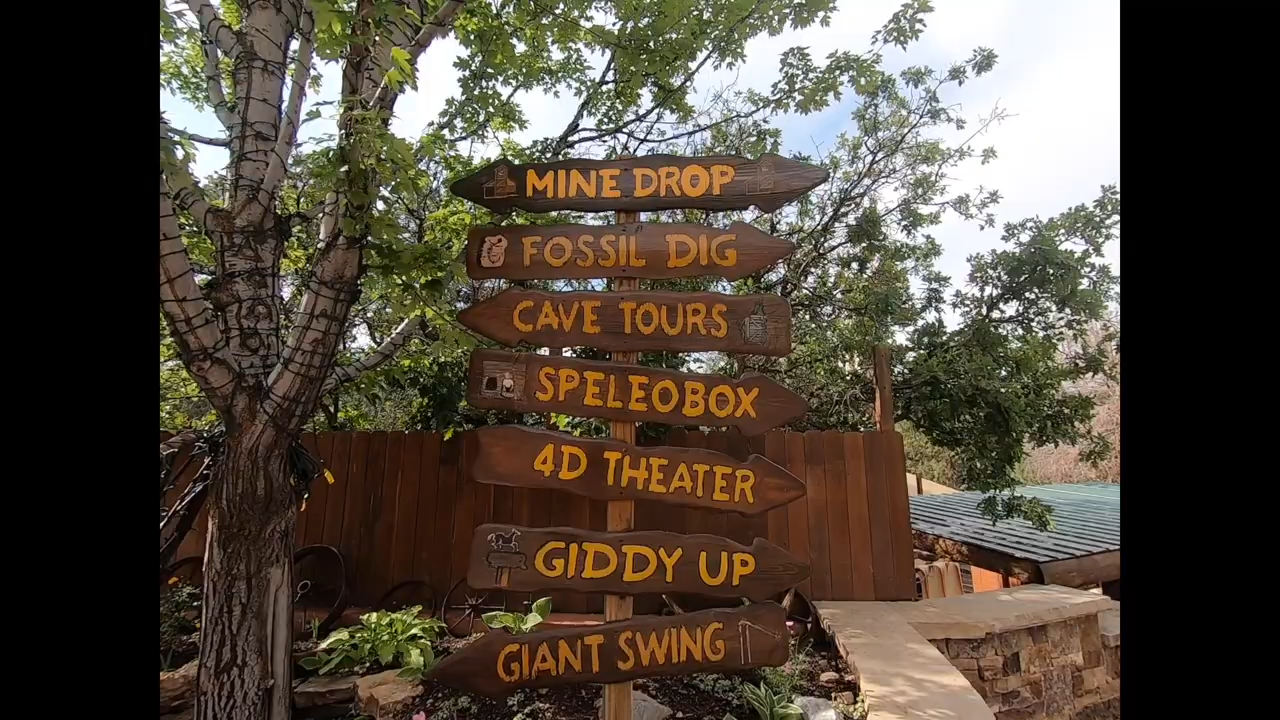 MINE DROP
FOSSIL DIG
CAVE TOURS
SPELEOBOX
4D THEATER
GIDDY UP
GIANT SWING